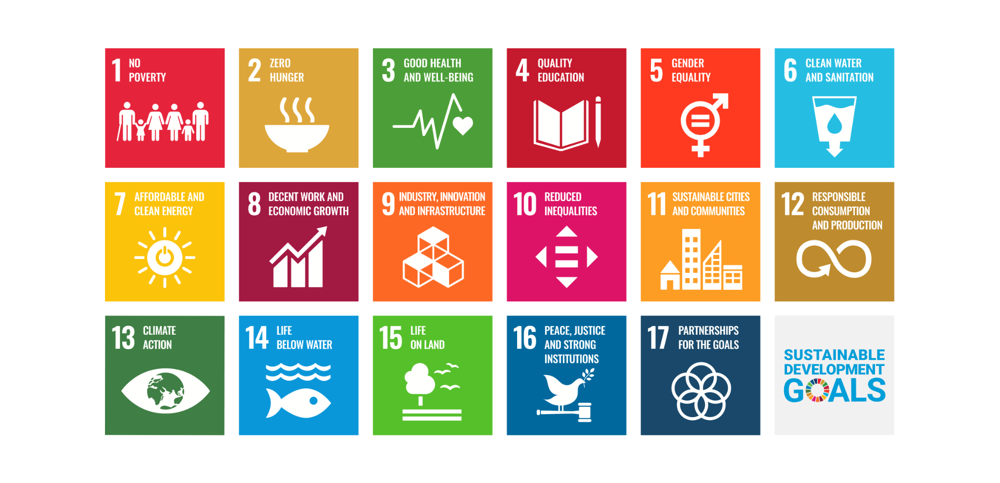 1 NO
POVERTY
2 ZERO
HUNGER
3 GOOD HEALTH
AND WELL-BEING
4 QUALITY
EDUCATION
5 GENDER
EQUALITY
6 CLEAN WATER
AND SANITATION
7 AFFORDABLE AND
CLEAN ENERGY
8 DECENT WORK AND
ECONOMIC GROWTH
9 INDUSTRY, INNOVATION
AND INFRASTRUCTURE
10 REDUCED
INEQUALITIES
11 SUSTAINABLE CITIES
AND COMMUNITIES
12 RESPONSIBLE
CONSUMPTION
AND PRODUCTION
13 CLIMATE
ACTION
14 LIFE
BELOW WATER
15 LIFE
ON LAND
16 PEACE, JUSTICE
AND STRONG
INSTITUTIONS
17 PARTNERSHIPS
FOR THE GOALS
SUSTAINABLE
DEVELOPMENT
GOALS